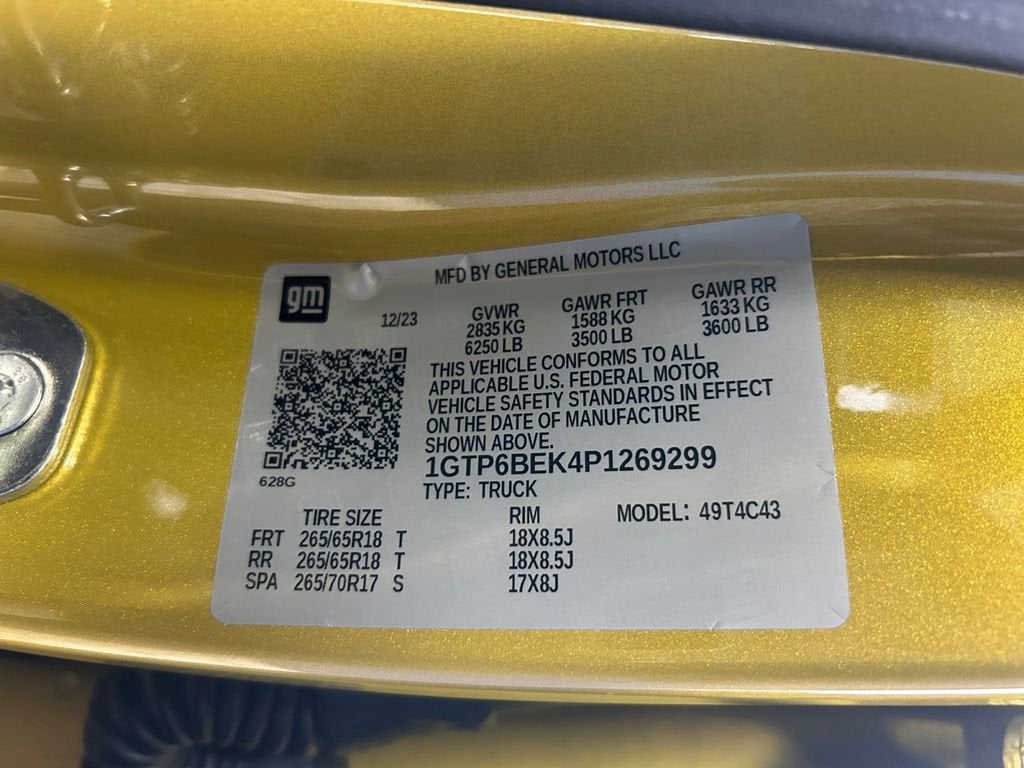 MFD BY GENERAL MOTORS LLC
gm
12/23
GVWR GAWR FRT GAWR RR
2835 KG 1588 KG 1633 KG
6250 LB 3500 LB 3600 LB
THIS VEHICLE CONFORMS TO ALL
APPLICABLE U.S. FEDERAL MOTOR
VEHICLE SAFETY STANDARDS IN EFFECT
ON THE DATE OF MANUFACTURE
SHOWN ABOVE.
1GTP6BEK4P1269299
628G
TYPE: TRUCK
TIRE SIZE RIM MODEL: 49T4C43
FRT 265/65R18 T 18X8.5J
RR 265/65R18 T 18X8.5J
SPA 265/70R17 S 17X8J